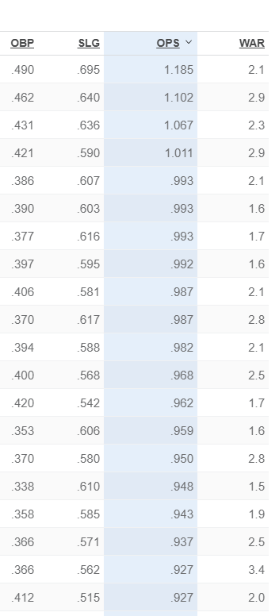 OBP SLG OPS WAR
.490 .695 1.185 2.1
.462 .640 1.102 2.9
.431 .636 1.067 2.3
.421 .590 1.011 2.9
.386 .607 .993 2.1
.390 .603 .993 1.6
.377 .616 .993 1.7
.397 .595 .992 1.6
.406 .581 .987 2.1
.370 .617 .987 2.8
.394 .588 .982 2.1
.400 .568 .968 2.5
.420 .542 .962 1.7
.353 .606 .959 1.6
.370 .580 .950 2.8
.338 .610 .948 1.5
.358 .585 .943 1.9
.366 .571 .937 2.5
.366 .562 .927 3.4
.412 .515 .927 2.0